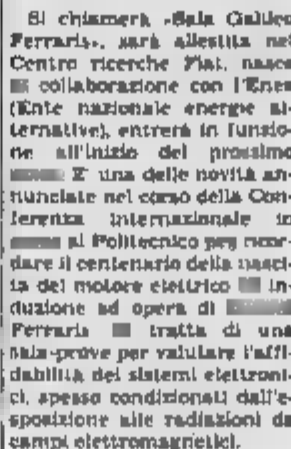 Si chiamerà «Sala Galileo
Ferraris», sarà allestita nel
Centro ricerche Fiat, nasce
collaborazione con l'Enea
(Ente nazionale energie al-
ternative), entrerà in funzio-
ne all'inizio del prossimo
E' una delle novità an-
nunciate nel corso della Con-
ferenza internazionale in
al Politecnico per ricor-
dare il centenario della nasci-
ta del motore elettrico in-
duzione ad opera di
Ferraris tratta di una
sala-prove per valutare l'affi-
dabilità dei sistemi elettroni-
ci, spesso condizionati dall'e-
sposizione alle radiazioni da
campi elettromagnetici.